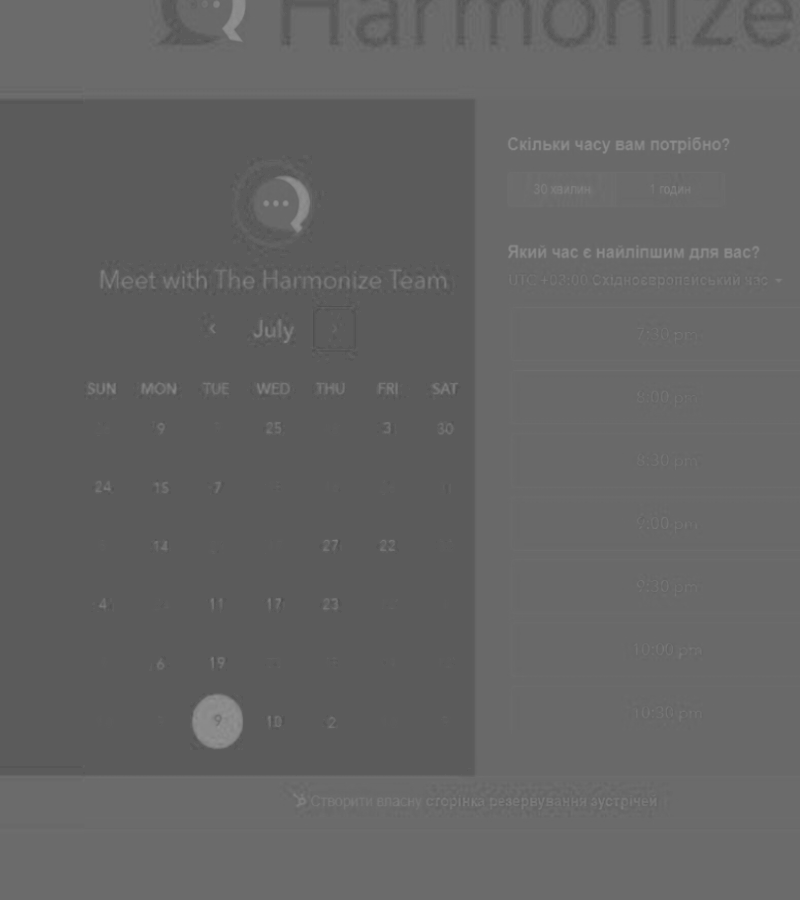 Harmonize
Meet with The Harmonize Team
July
SUN MON TUE WED THU FRI SAT
9 25 3 30
24 15 7
14 27 22
4 11 17 23
6 19
9 18 2
Скільки часу вам потрібно?
30 хвилин 1 годин
Який час є найліпшим для вас?
UTC +03:00 Східноєвропейський час
7:30 pm
8:00 pm
8:30 pm
9:00 pm
9:30 pm
10:00 pm
10:30 pm
Створити власну сторінка резервування зустрічей